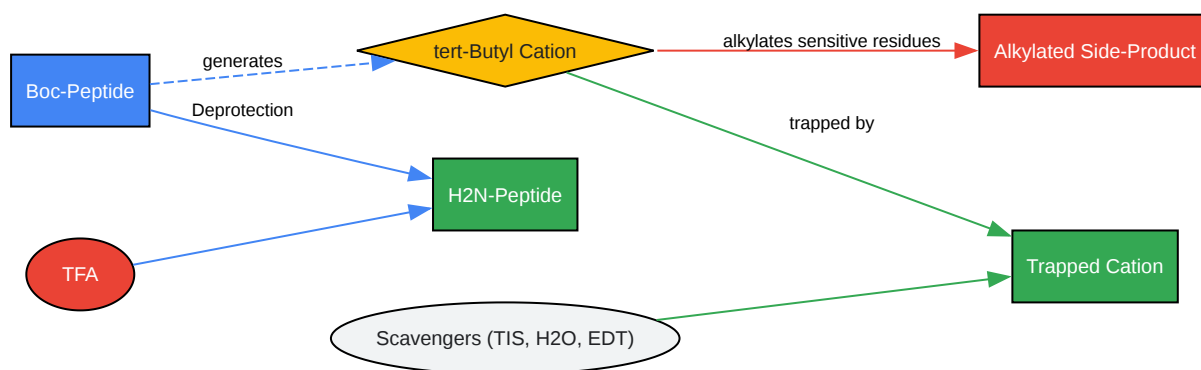 tert-Butyl Cation
alkylates sensitive residues
Alkylated Side-Product
generates
Boc-Peptide
Deprotection
trapped by
H2N-Peptide
TFA
Trapped Cation
Scavengers (TIS, H2O, EDT)